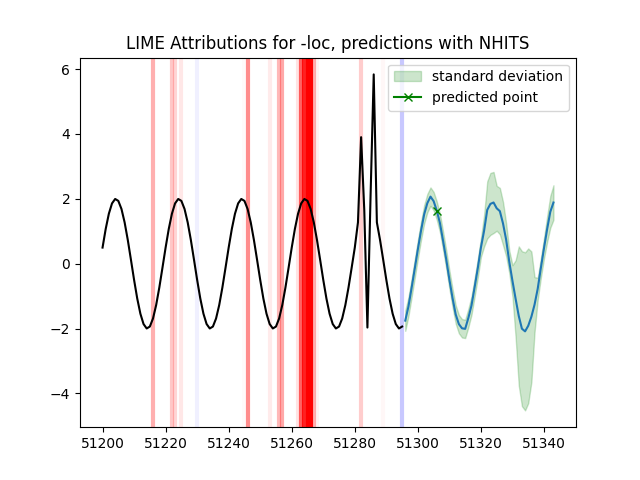 LIME Attributions for -loc, predictions with NHITS
standard deviation
predicted point
6
4
2
0
−2
−4
51200 51220 51240 51260 51280 51300 51320 51340